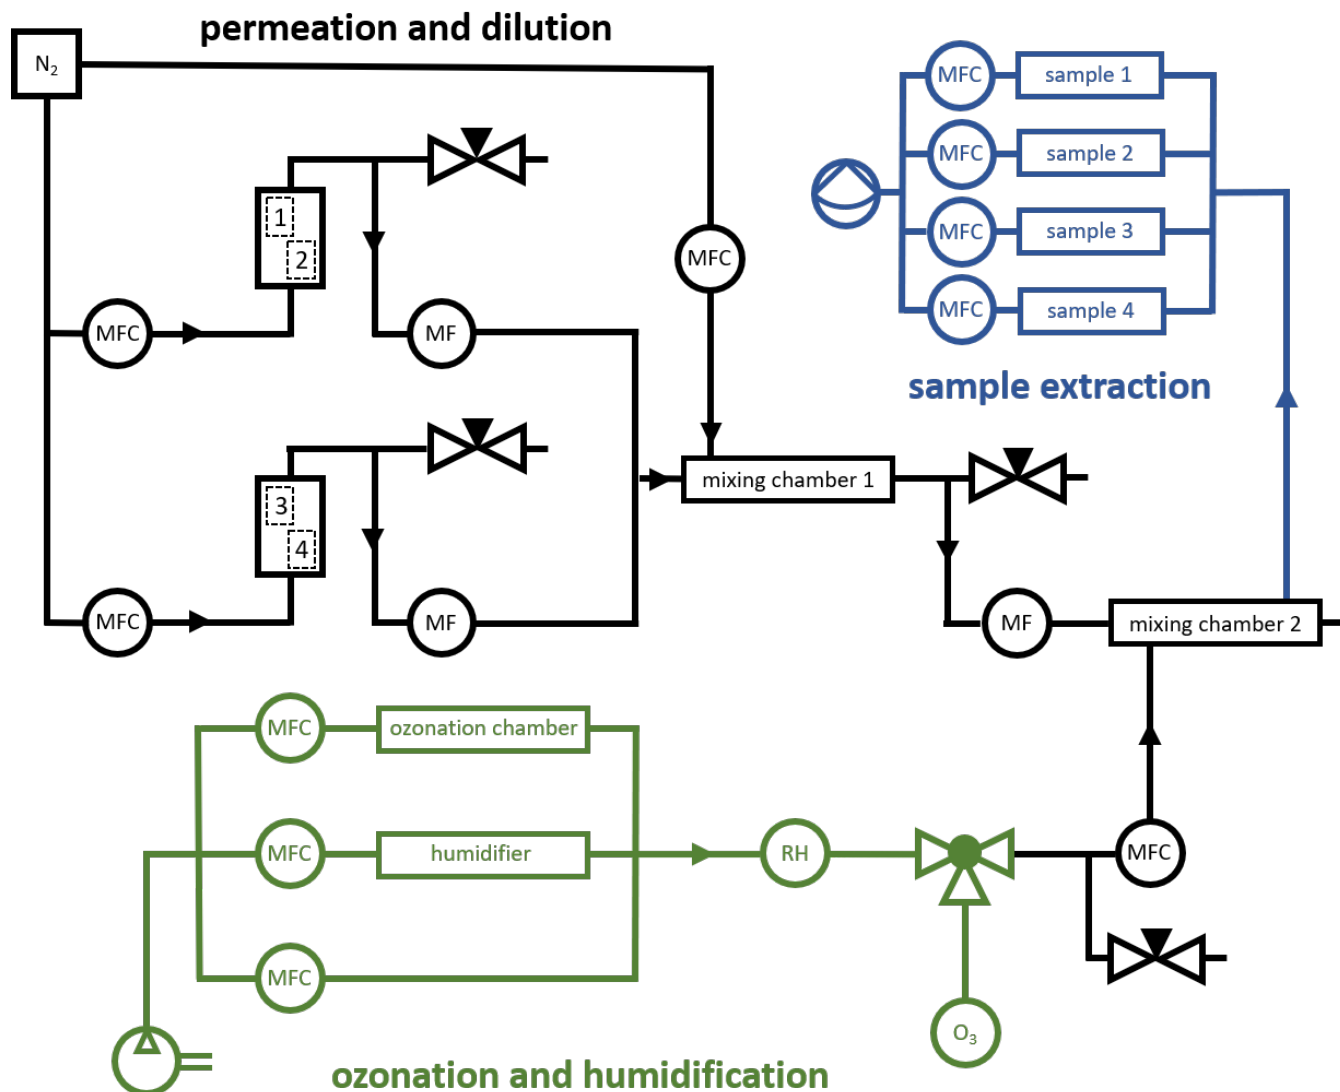 permeation and dilution
N₂
MFC
sample 1
MFC
sample 2
MFC
sample 3
MFC
sample 4
sample extraction
1
2
MFC
MFC
MF
3
4
MFC
MF
mixing chamber 1
MF
mixing chamber 2
MFC
ozonation chamber
MFC
humidifier
RH
MFC
MFC
O₃
ozonation and humidification